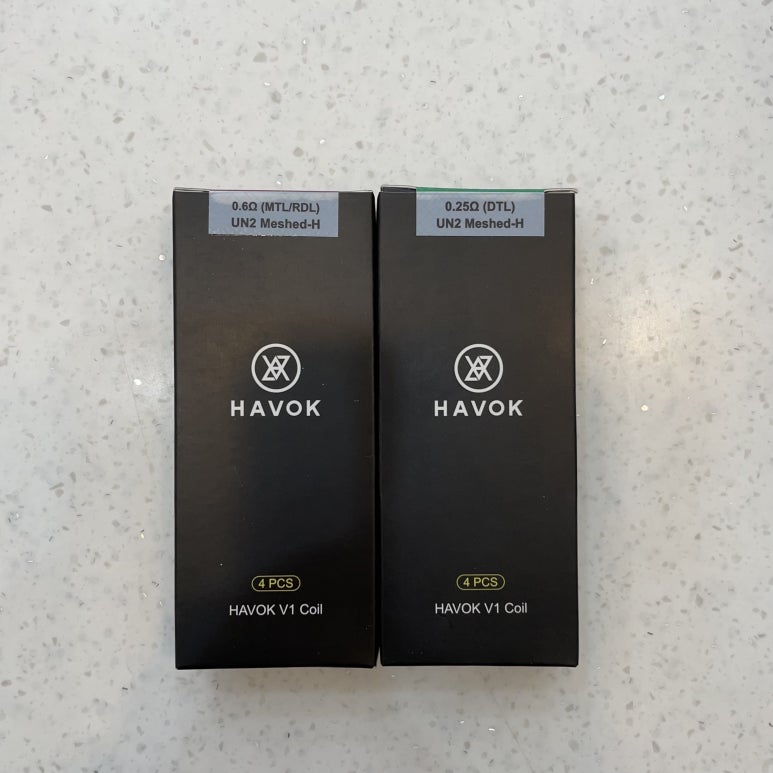 0.6Ω (MTL/RDL)
UN2 Meshed-H
HAVOK
4 PCS
HAVOK V1 Coil
0.25Ω (DTL)
UN2 Meshed-H
HAVOK
4 PCS
HAVOK V1 Coil